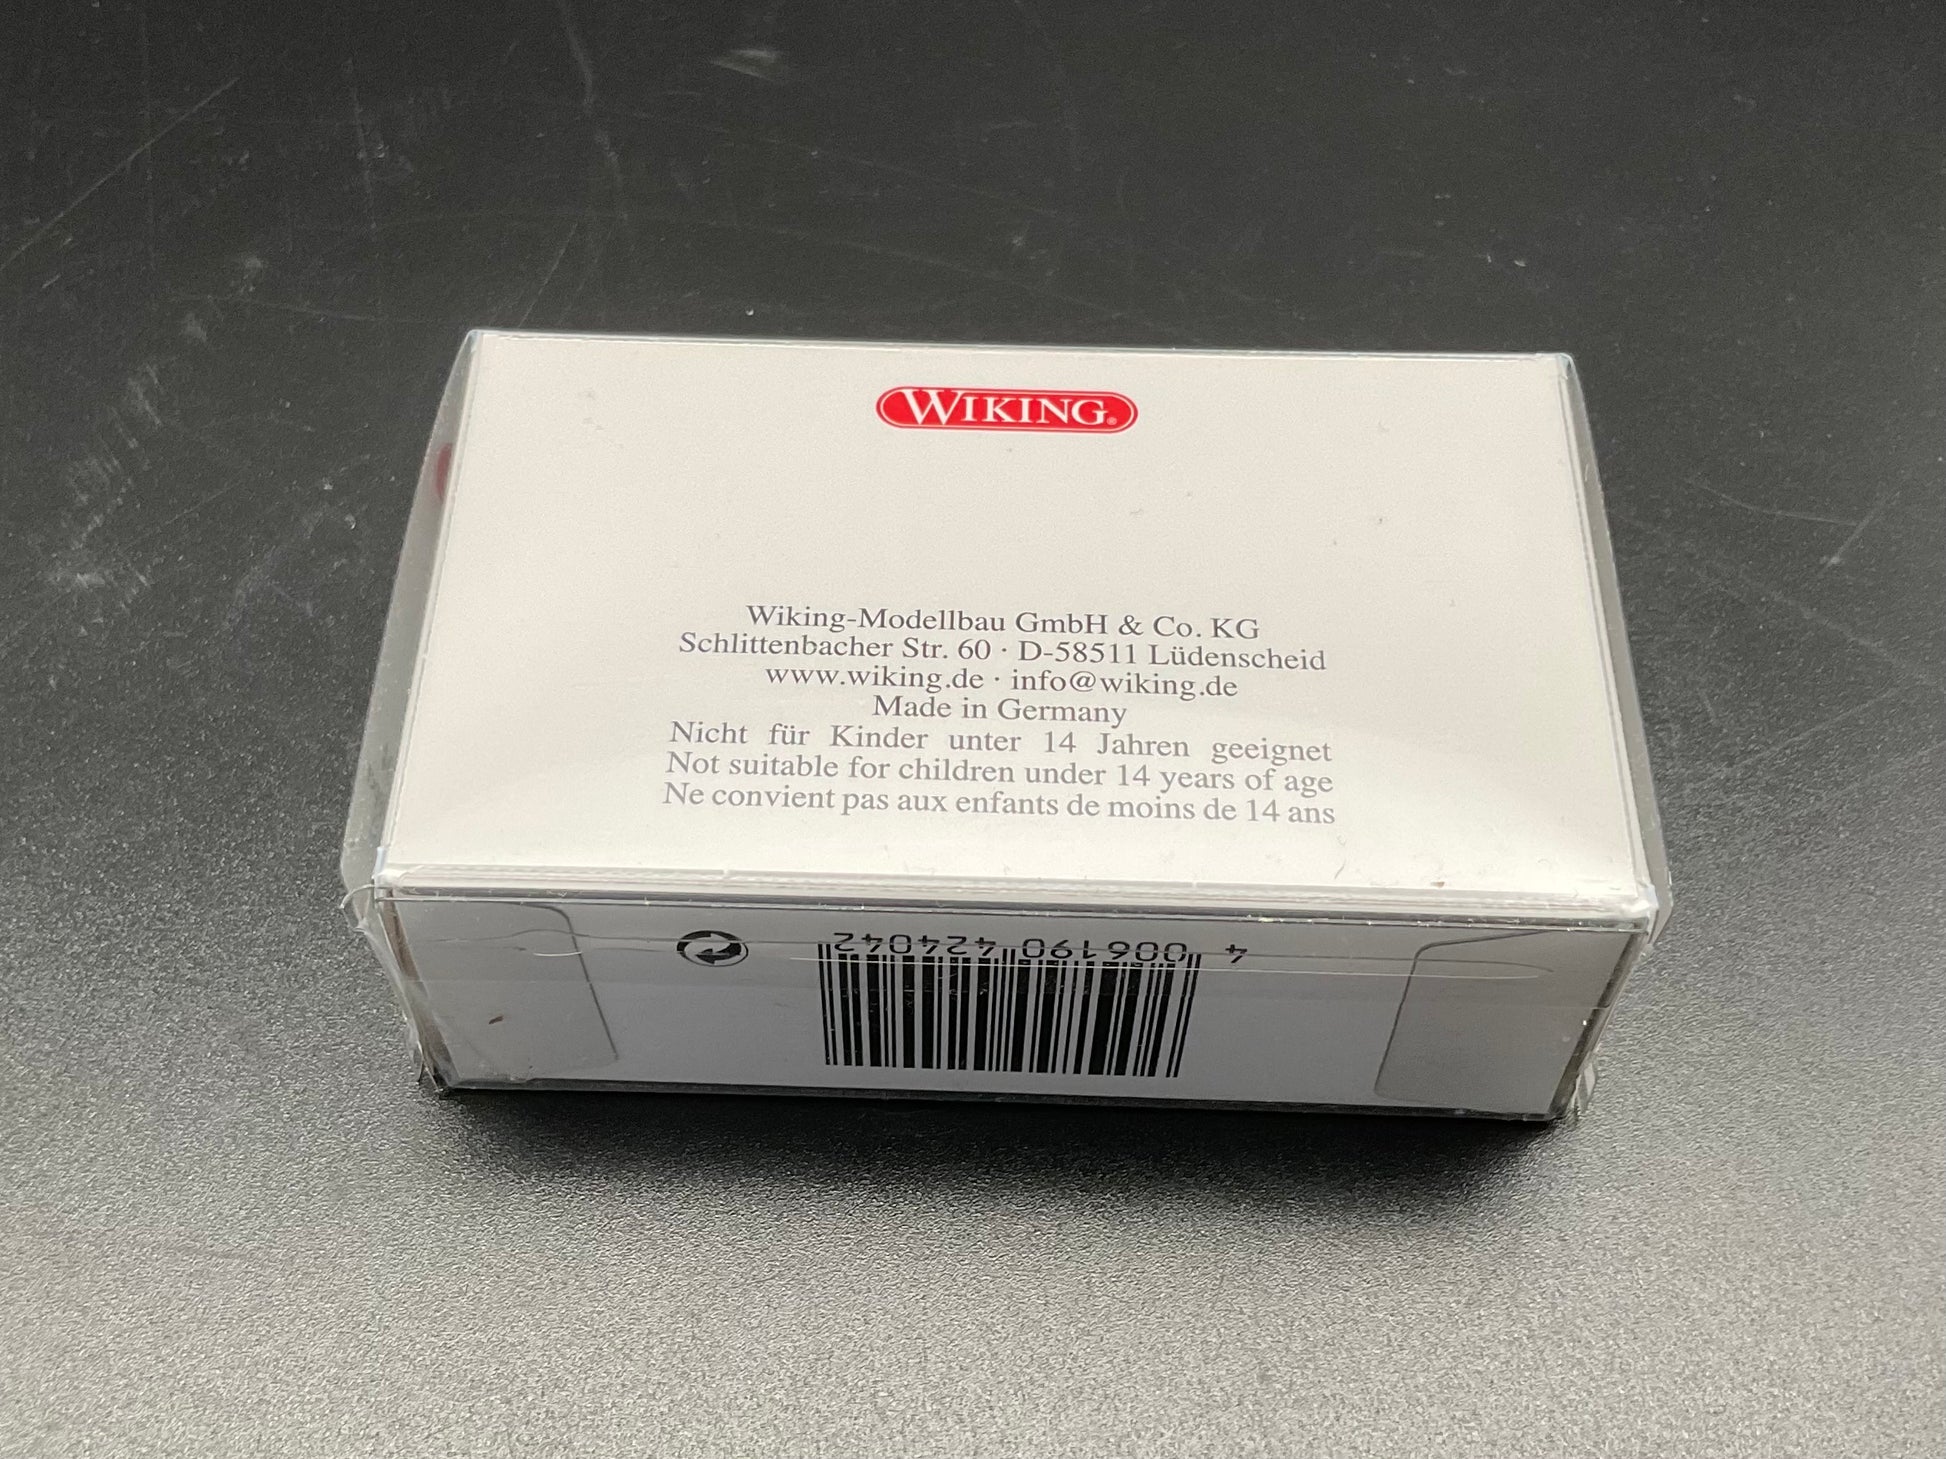 WIKING®
Wiking-Modellbau GmbH & Co. KG
Schlittenbacher Str. 60 · D-58511 Lüdenscheid
www.wiking.de · info@wiking.de
Made in Germany
Nicht für Kinder unter 14 Jahren geeignet
Not suitable for children under 14 years of age
Ne convient pas aux enfants de moins de 14 ans
4 006190 424042